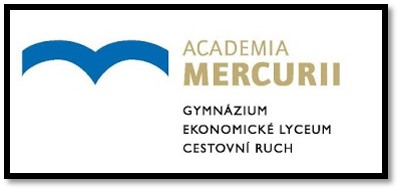 ACADEMIA
MERCURII
GYMNÁZIUM
EKONOMICKÉ LYCEUM
CESTOVNÍ RUCH